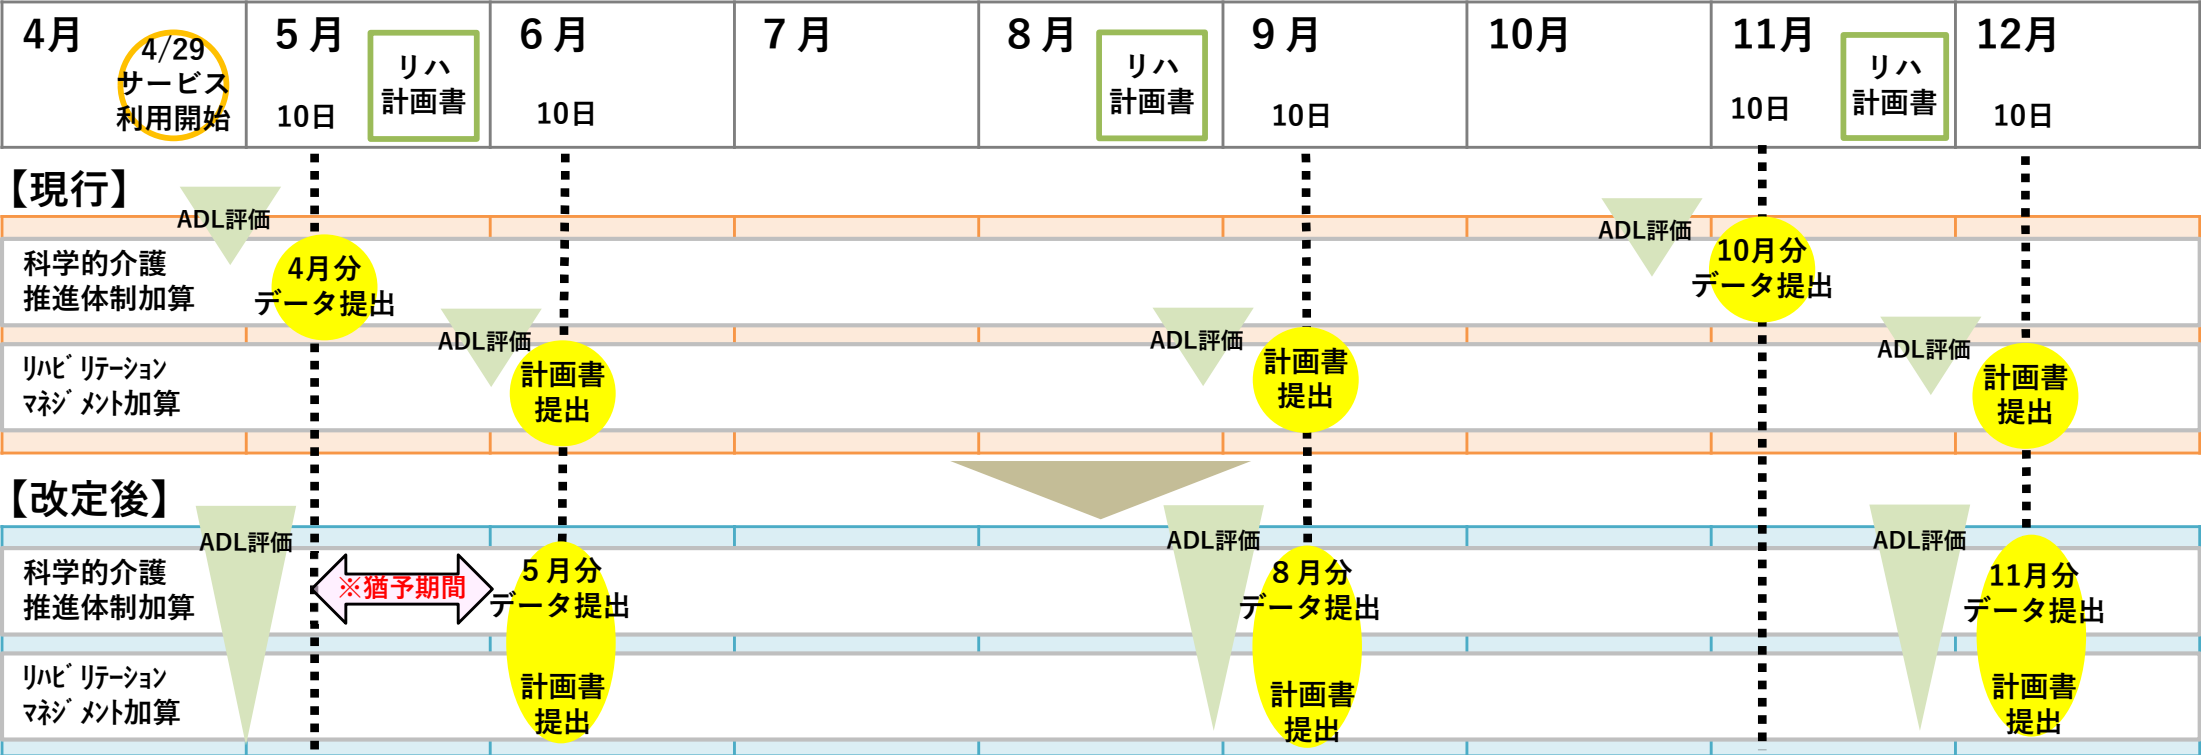 4月
4/29
サービス
利用開始
5月
10日
リハ
計画書
6月
10日
7月
8月
リハ
計画書
9月
10日
10月
11月
10日
リハ
計画書
12月
10日
【現行】
ADL評価
ADL評価
科学的介護
推進体制加算
4月分
データ提出
10月分
データ提出
ADL評価
ADL評価
ADL評価
ﾘﾊﾋﾞﾘﾃｰｼｮﾝ
ﾏﾈｼﾞﾒﾝﾄ加算
計画書
提出
計画書
提出
計画書
提出
【改定後】
ADL評価
ADL評価
ADL評価
科学的介護
推進体制加算
※猶予期間
5月分
データ提出
8月分
データ提出
11月分
データ提出
ﾘﾊﾋﾞﾘﾃｰｼｮﾝ
ﾏﾈｼﾞﾒﾝﾄ加算
計画書
提出
計画書
提出
計画書
提出